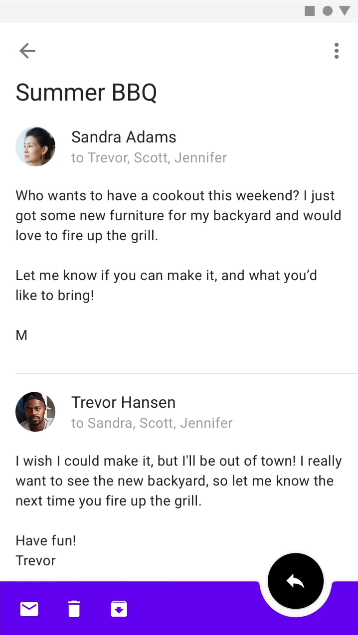 Summer BBQ
Sandra Adams
to Trevor, Scott, Jennifer
Who wants to have a cookout this weekend? I just
got some new furniture for my backyard and would
love to fire up the grill.
Let me know if you can make it, and what you’d
like to bring!
M
Trevor Hansen
to Sandra, Scott, Jennifer
I wish I could make it, but I'll be out of town! I really
want to see the new backyard, so let me know the
next time you fire up the grill.
Have fun!
Trevor